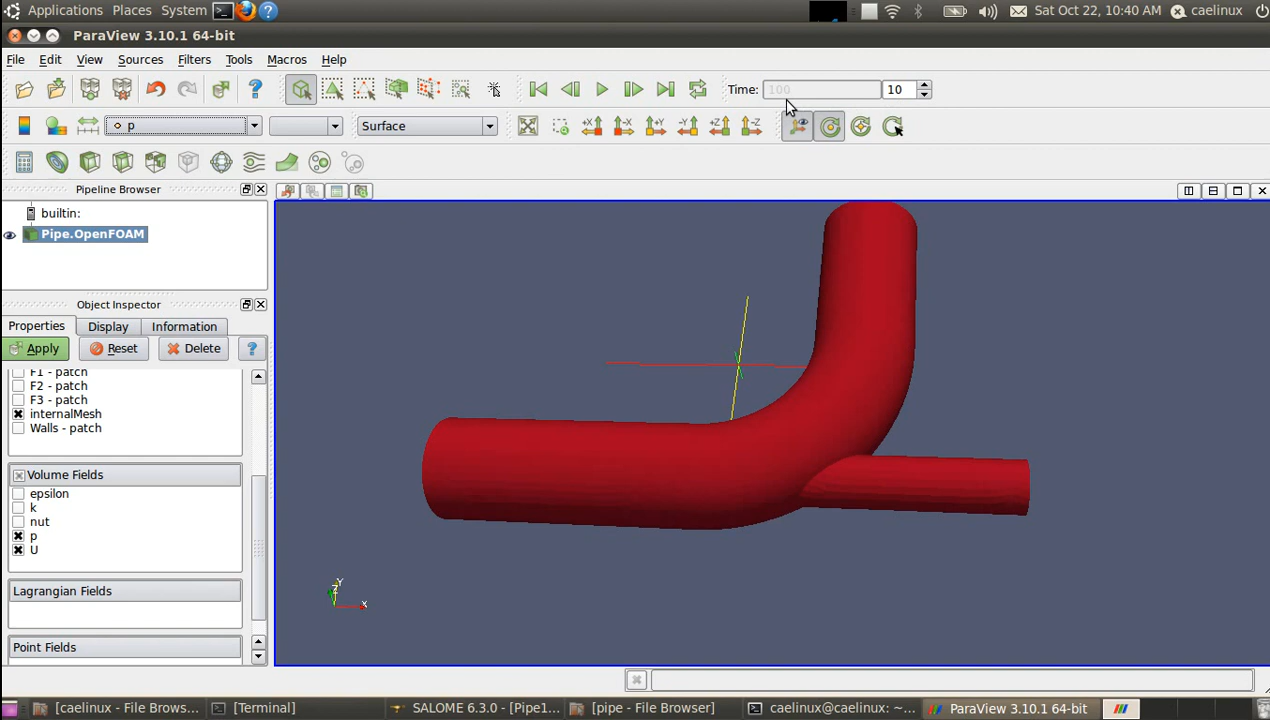 Applications Places System Sat Oct 22, 10:40 AM caelinux
ParaView 3.10.1 64-bit
File Edit View Sources Filters Tools Macros Help
Time: 100 10
p Surface +X -X +Y -Y +Z -Z
Pipeline Browser
builtin:
Pipe.OpenFOAM
Object Inspector
Properties Display Information
Apply Reset Delete ?
F1 - patch
F2 - patch
F3 - patch
internalMesh
Walls - patch
Volume Fields
epsilon
k
nut
p
U
Lagrangian Fields
Point Fields
Y
Z
X
[caelinux - File Brows... [Terminal] SALOME 6.3.0 - [Pipe1... [pipe - File Browser] caelinux@caelinux: ~... ParaView 3.10.1 64-bit